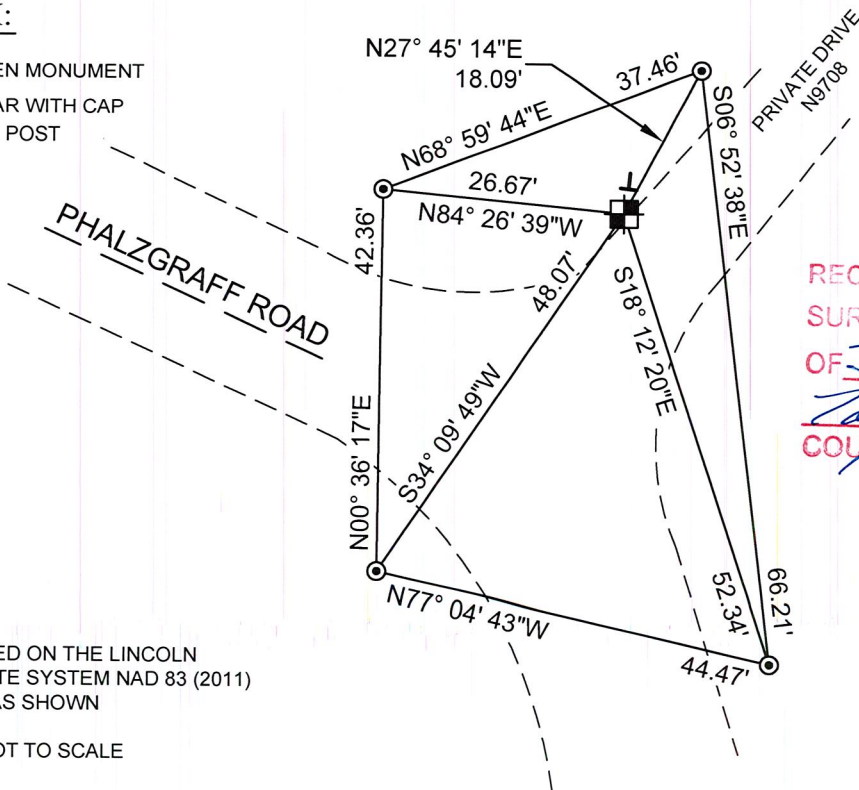 EN MONUMENT
AR WITH CAP
POST
N27° 45' 14"E
18.09'
37.46'
N68° 59' 44"E
PRIVATE DRIVE
N9708
S06° 52' 38"E
26.67'
N84° 26' 39"W
42.36'
PHALZGRAFF ROAD
48.07'
S18° 12' 20"E
REC
SUR
OF
COU
S34° 09' 49"W
N00° 36' 17"E
N77° 04' 43"W
52.34'
66.21'
44.47'
ED ON THE LINCOLN
TE SYSTEM NAD 83 (2011)
AS SHOWN
OT TO SCALE